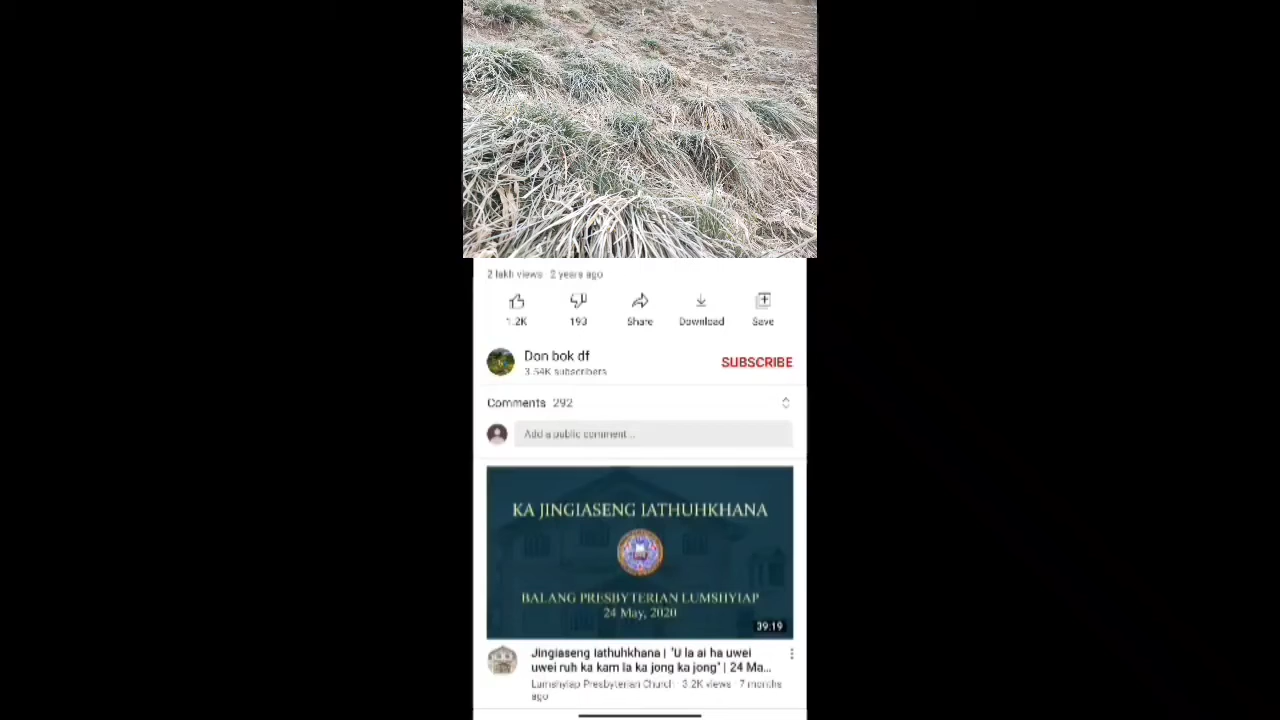 2 lakh views · 2 years ago
1.2K 193 Share Download Save
Don bok df
3.54K subscribers
SUBSCRIBE
Comments 292
Add a public comment...
KA JINGIASENG IATHUHKHANA
BALANG PRESBYTERIAN LUMSHYIAP
24 May, 2020
39:19
Jingiaseng Iathuhkhana | "U la ai ha uwei
uwei ruh ka kam la ka jong ka jong" | 24 Ma...
Lumshyiap Presbyterian Church · 3.2K views · 7 months
ago